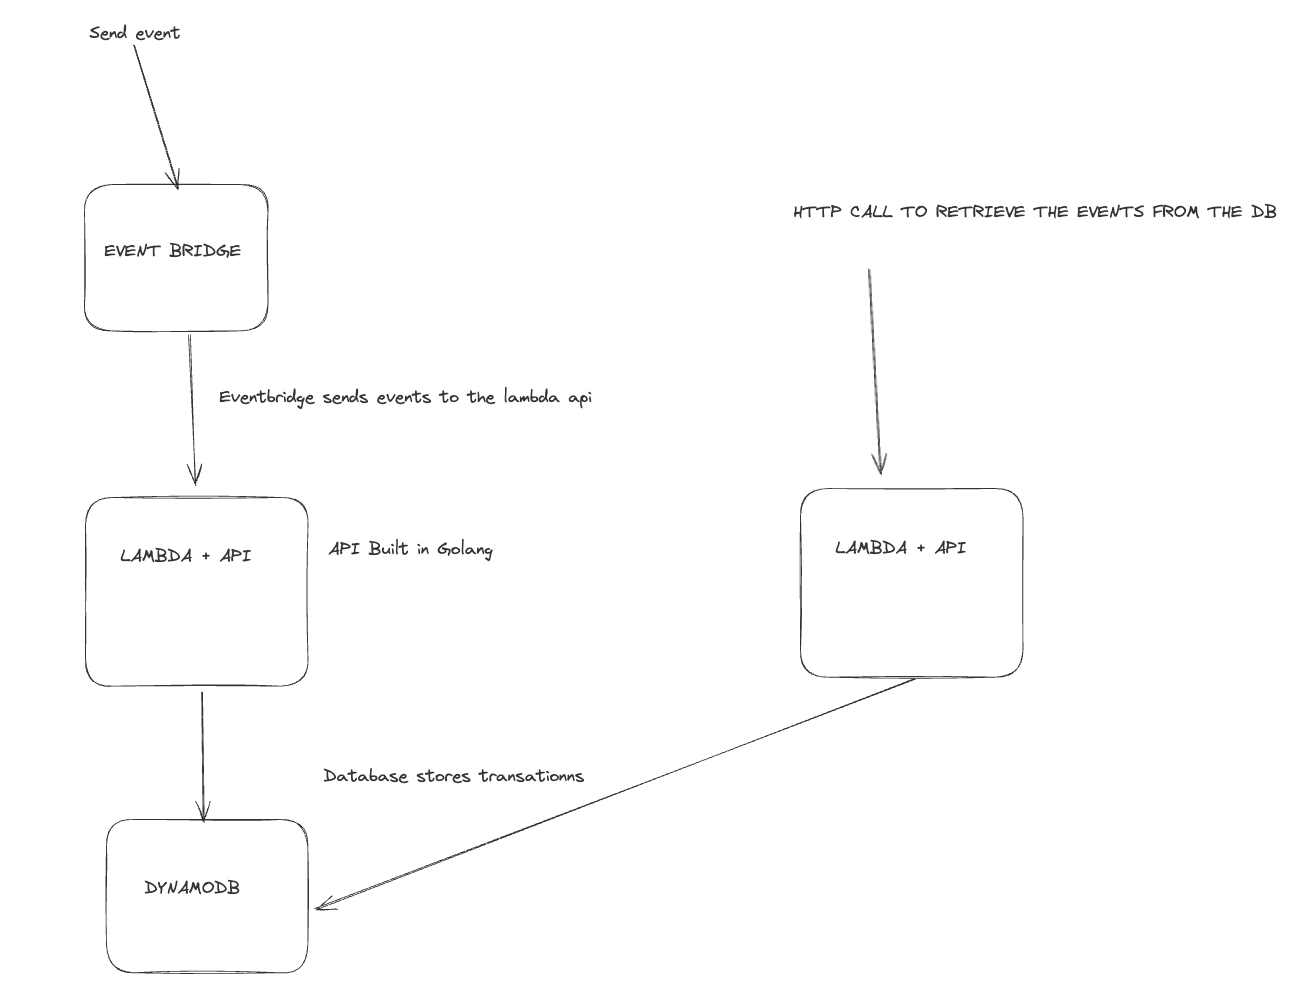 Send event
EVENT BRIDGE
Eventbridge sends events to the lambda api
LAMBDA + API
API Built in Golang
Database stores transationns
DYNAMODB
HTTP CALL TO RETRIEVE THE EVENTS FROM THE DB
LAMBDA + API